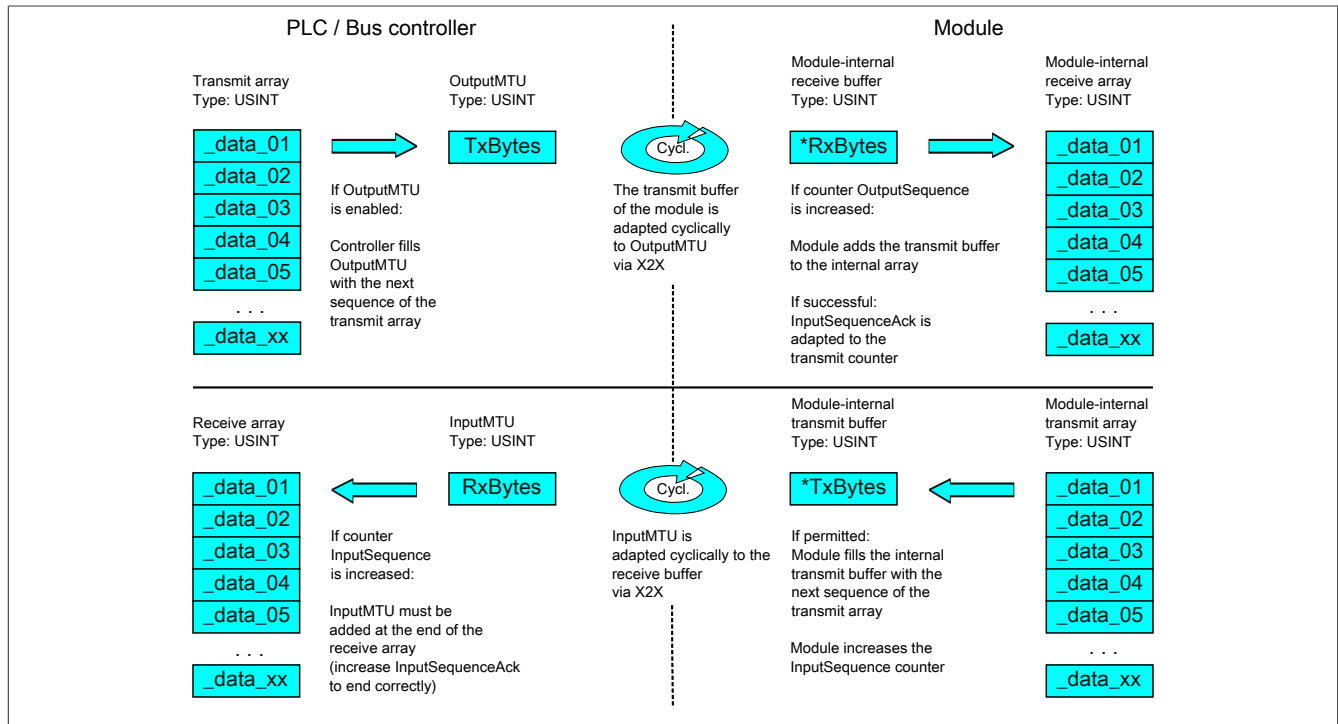 PLC / Bus controller
Module
Transmit array
Type: USINT
_data_01
_data_02
_data_03
_data_04
_data_05
. . .
_data_xx
If OutputMTU
is enabled:
Controller fills
OutputMTU
with the next
sequence of the
transmit array
OutputMTU
Type: USINT
TxBytes
Cycl.
The transmit buffer
of the module is
adapted cyclically
to OutputMTU
via X2X
Module-internal
receive buffer
Type: USINT
*RxBytes
If counter OutputSequence
is increased:
Module adds the transmit buffer
to the internal array
If successful:
InputSequenceAck is
adapted to the
transmit counter
Module-internal
receive array
Type: USINT
_data_01
_data_02
_data_03
_data_04
_data_05
. . .
_data_xx
Receive array
Type: USINT
_data_01
_data_02
_data_03
_data_04
_data_05
. . .
_data_xx
If counter
InputSequence
is increased:
InputMTU must be
added at the end of the
receive array
(increase InputSequenceAck
to end correctly)
InputMTU
Type: USINT
RxBytes
Cycl.
InputMTU is
adapted cyclically to the
receive buffer
via X2X
Module-internal
transmit buffer
Type: USINT
*TxBytes
If permitted:
Module fills the internal
transmit buffer with the
next sequence of the
transmit array
Module increases the
InputSequence counter
Module-internal
transmit array
Type: USINT
_data_01
_data_02
_data_03
_data_04
_data_05
. . .
_data_xx